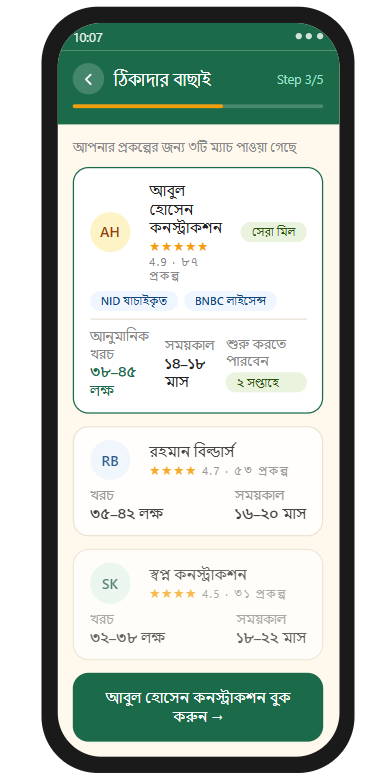 10:07
ঠিকাদার বাছাই
Step 3/5
আপনার প্রকল্পের জন্য ৩টি ম্যাচ পাওয়া গেছে
AH
আবুল
হোসেন
কনস্ট্রাকশন
★★★★★
4.9 · ৮৭
প্রকল্প
সেরা মিল
NID যাচাইকৃত
BNBC লাইসেন্স
আনুমানিক
খরচ
৩৮–৪৫
লক্ষ
সময়কাল
১৪–১৮
মাস
শুরু করতে
পারবেন
২ সপ্তাহে
RB
রহমান বিল্ডার্স
★★★★ 4.7 · ৫৩ প্রকল্প
খরচ
৩৫–৪২ লক্ষ
সময়কাল
১৬–২০ মাস
SK
স্বপ্ন কনস্ট্রাকশন
★★★★ 4.5 · ৩১ প্রকল্প
খরচ
৩২–৩৮ লক্ষ
সময়কাল
১৮–২২ মাস
আবুল হোসেন কনস্ট্রাকশন বুক
করুন →